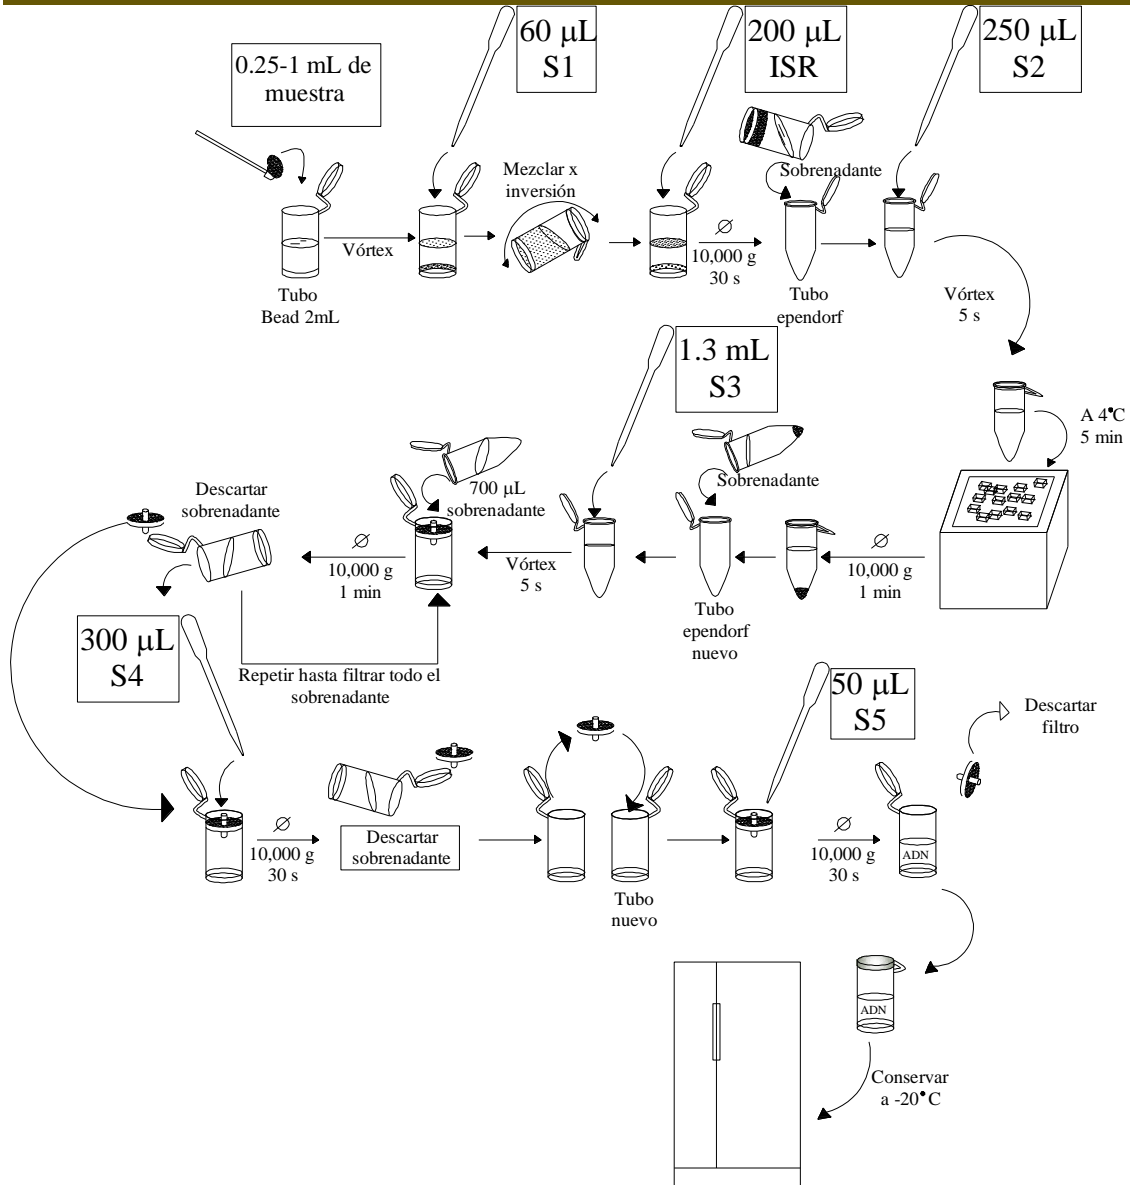 0.25-1 mL de
muestra
60 µL
S1
200 µL
ISR
250 µL
S2
Mezclar x
inversión
Sobrenadante
Vórtex
10,000 g
30 s
Tubo
Bead 2mL
Tubo
ependorf
Vórtex
5 s
1.3 mL
S3
A 4°C
5 min
Descartar
sobrenadante
700 µL
sobrenadante
Sobrenadante
10,000 g
1 min
Vórtex
5 s
10,000 g
1 min
Tubo
ependorf
nuevo
300 µL
S4
Repetir hasta filtrar todo el
sobrenadante
50 µL
S5
Descartar
filtro
10,000 g
30 s
Descartar
sobrenadante
10,000 g
30 s
ADN
Tubo
nuevo
ADN
Conservar
a -20°C